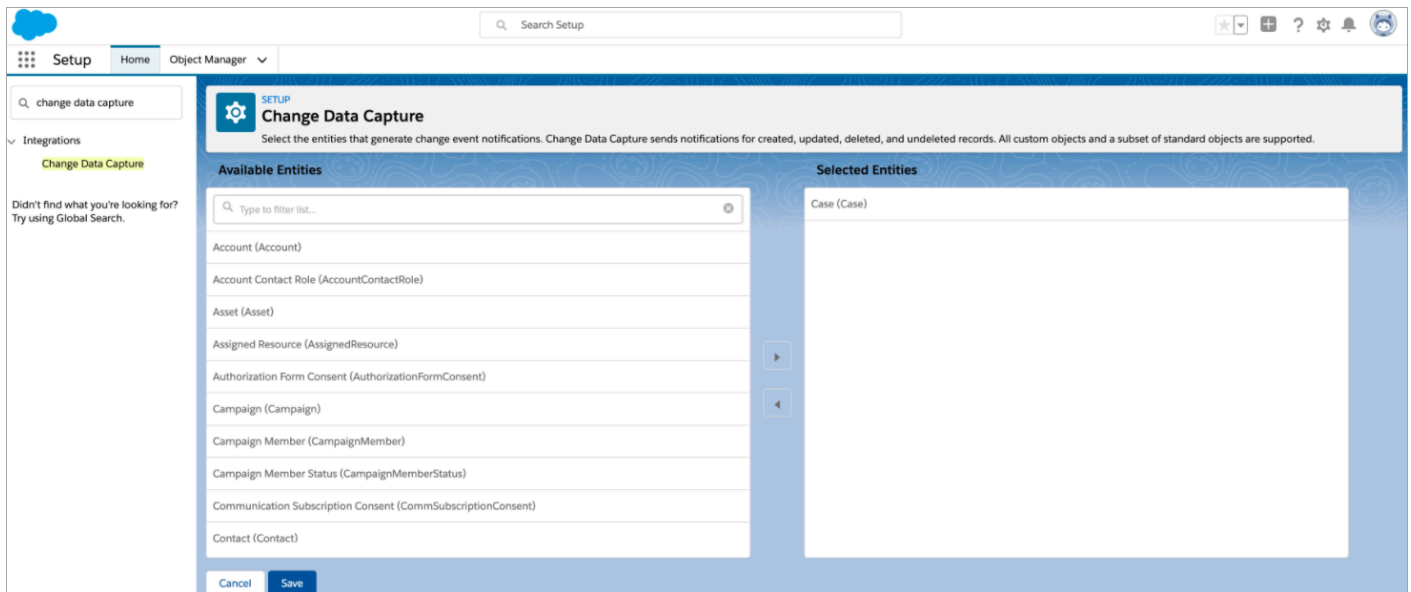 Search Setup
Setup
Home
Object Manager
change data capture
Integrations
Change Data Capture
Didn't find what you're looking for?
Try using Global Search.
SETUP
Change Data Capture
Select the entities that generate change event notifications. Change Data Capture sends notifications for created, updated, deleted, and undeleted records. All custom objects and a subset of standard objects are supported.
Available Entities
Type to filter list...
Account (Account)
Account Contact Role (AccountContactRole)
Asset (Asset)
Assigned Resource (AssignedResource)
Authorization Form Consent (AuthorizationFormConsent)
Campaign (Campaign)
Campaign Member (CampaignMember)
Campaign Member Status (CampaignMemberStatus)
Communication Subscription Consent (CommSubscriptionConsent)
Contact (Contact)
Selected Entities
Case (Case)
Cancel
Save